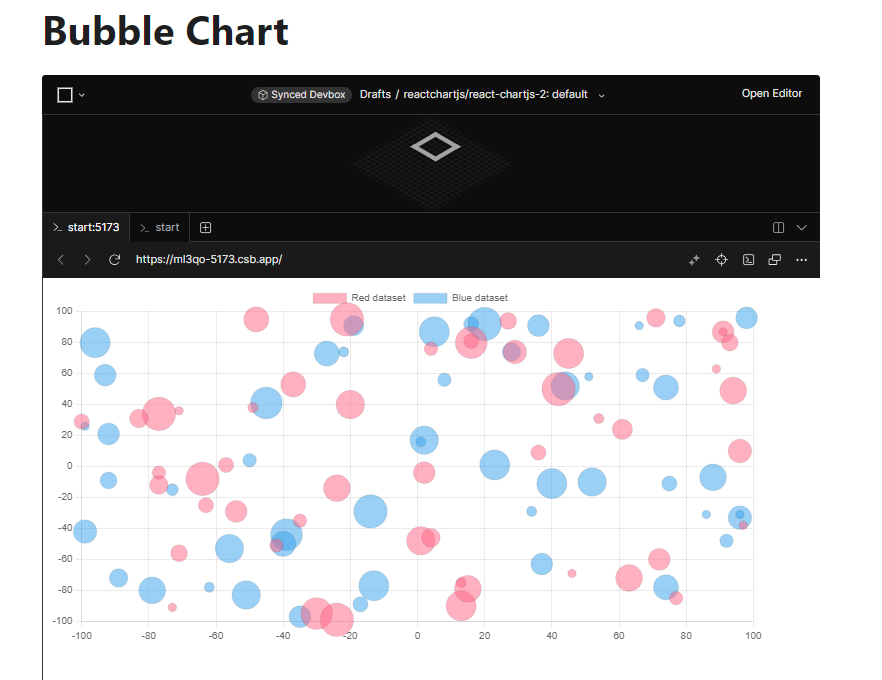 Bubble Chart
Synced Devbox Drafts / reactchartjs/react-chartjs-2: default Open Editor
start:5173 start
https://ml3qo-5173.csb.app/
Red dataset Blue dataset
100
80
60
40
20
0
-20
-40
-60
-80
-100
-100 -80 -60 -40 -20 0 20 40 60 80 100